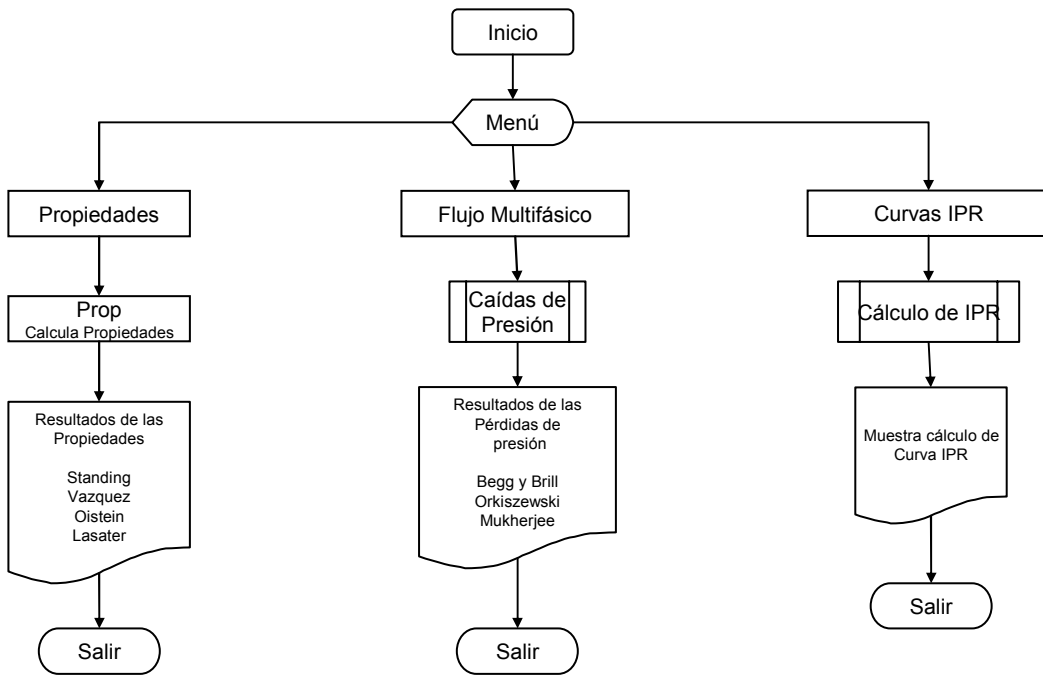 Inicio
Menú
Propiedades
Flujo Multifásico
Curvas IPR
Prop
Calcula Propiedades
Caídas de
Presión
Cálculo de IPR
Resultados de las
Propiedades
Standing
Vazquez
Oistein
Lasater
Resultados de las
Pérdidas de
presión
Begg y Brill
Orkiszewski
Mukherjee
Muestra cálculo de
Curva IPR
Salir
Salir
Salir